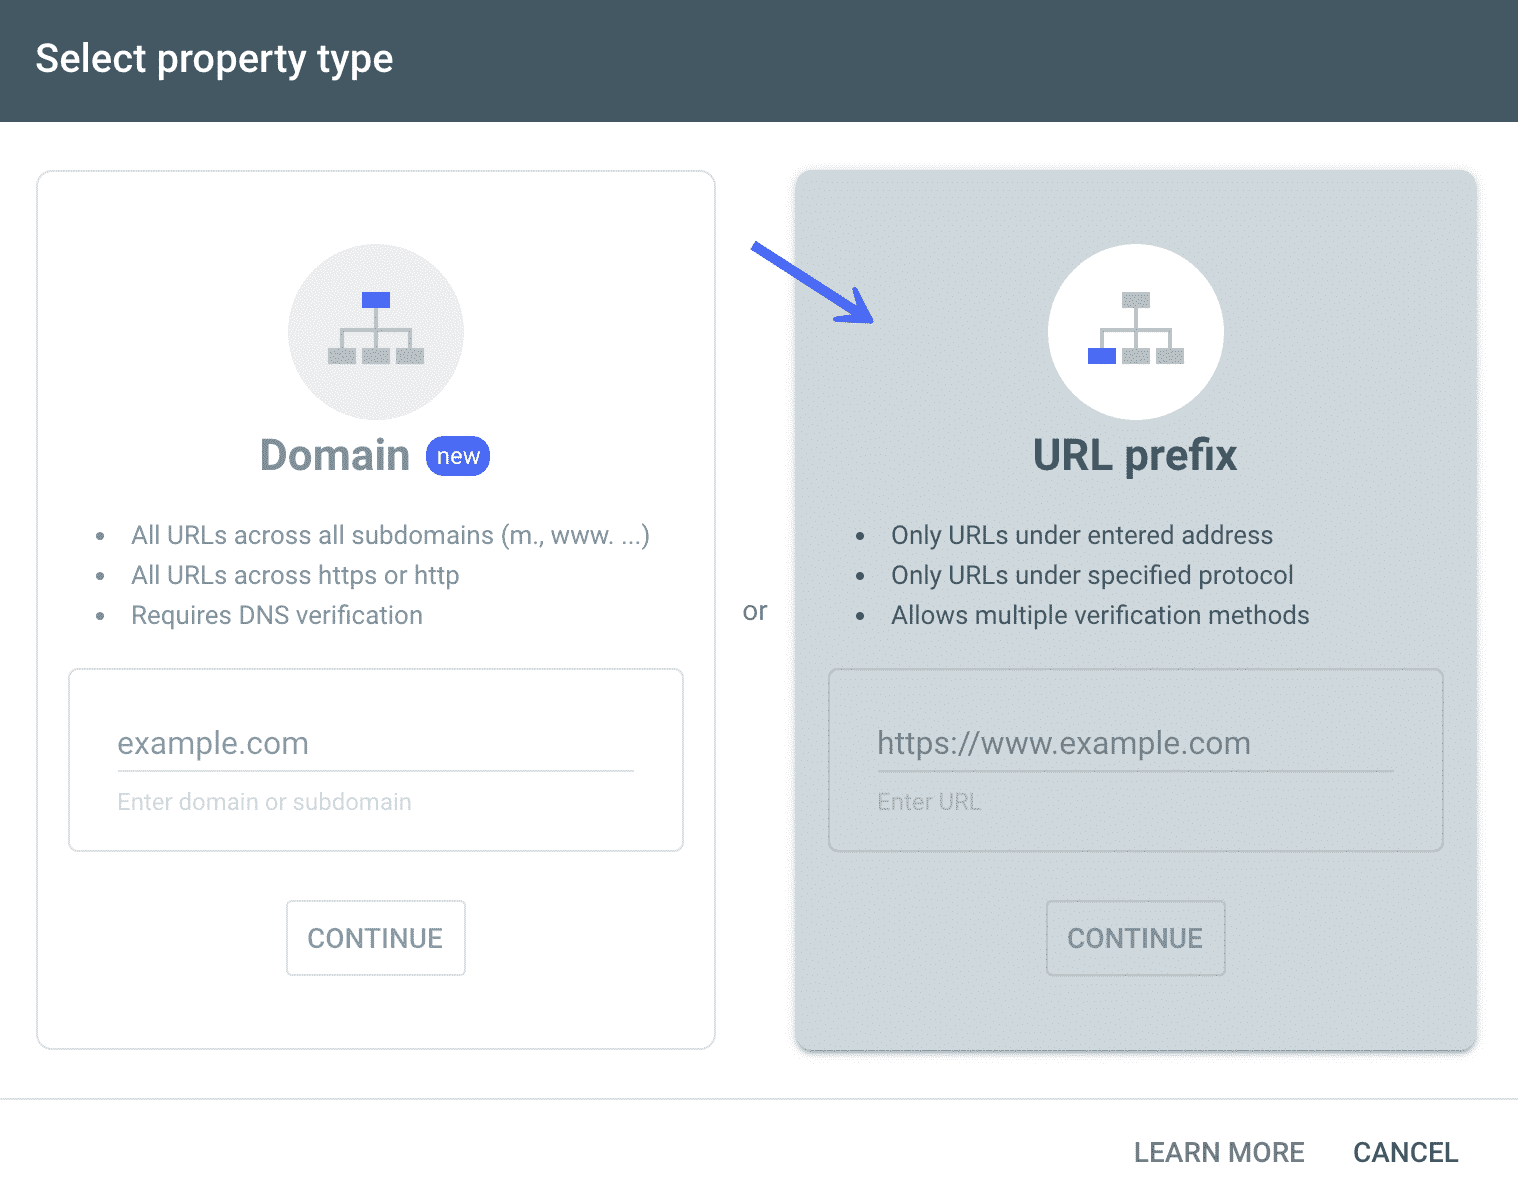 Select property type
Domain new
• All URLs across all subdomains (m., www. ...)
• All URLs across https or http
• Requires DNS verification
example.com
Enter domain or subdomain
CONTINUE
or
URL prefix
• Only URLs under entered address
• Only URLs under specified protocol
• Allows multiple verification methods
https://www.example.com
Enter URL
CONTINUE
LEARN MORE CANCEL